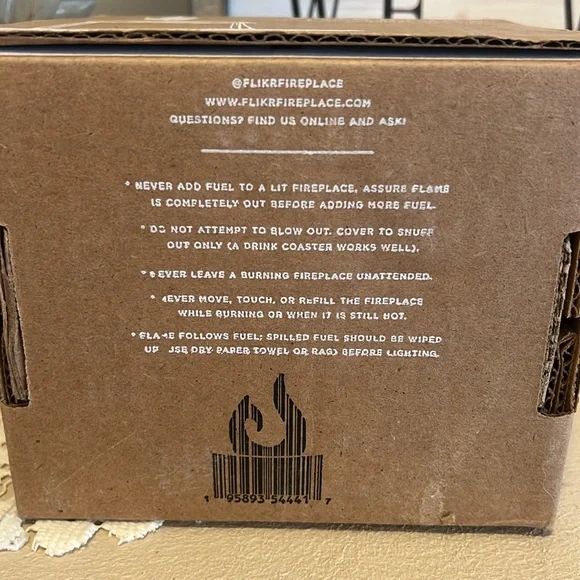 @FLIKRFIREPLACE
WWW.FLIKRFIREPLACE.COM
QUESTIONS? FIND US ONLINE AND ASK!
* NEVER ADD FUEL TO A LIT FIREPLACE, ASSURE FLAME
IS COMPLETELY OUT BEFORE ADDING MORE FUEL.
* DO NOT ATTEMPT TO BLOW OUT. COVER TO SNUFF
OUT ONLY (A DRINK COASTER WORKS WELL).
* NEVER LEAVE A BURNING FIREPLACE UNATTENDED.
* NEVER MOVE, TOUCH, OR REFILL THE FIREPLACE
WHILE BURNING OR WHEN IT IS STILL HOT.
* FLAME FOLLOWS FUEL; SPILLED FUEL SHOULD BE WIPED
UP USE DRY PAPER TOWEL OR RAG) BEFORE LIGHTING.
1 95893 54441 7